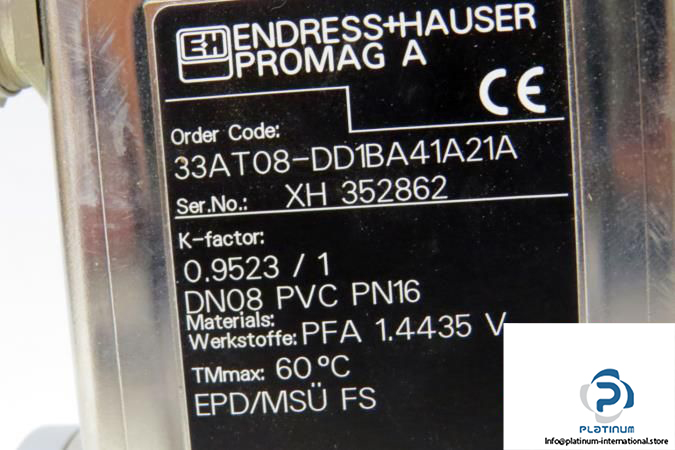 E+H ENDRESS+HAUSER
PROMAG A
CE
Order Code:
33AT08-DD1BA41A21A
Ser.No.: XH 352862
K-factor:
0.9523 / 1
DN08 PVC PN16
Materials:
Werkstoffe: PFA 1.4435 V
TMmax: 60°C
EPD/MSÜ FS
PLATINUM
Info@platinum-international.store